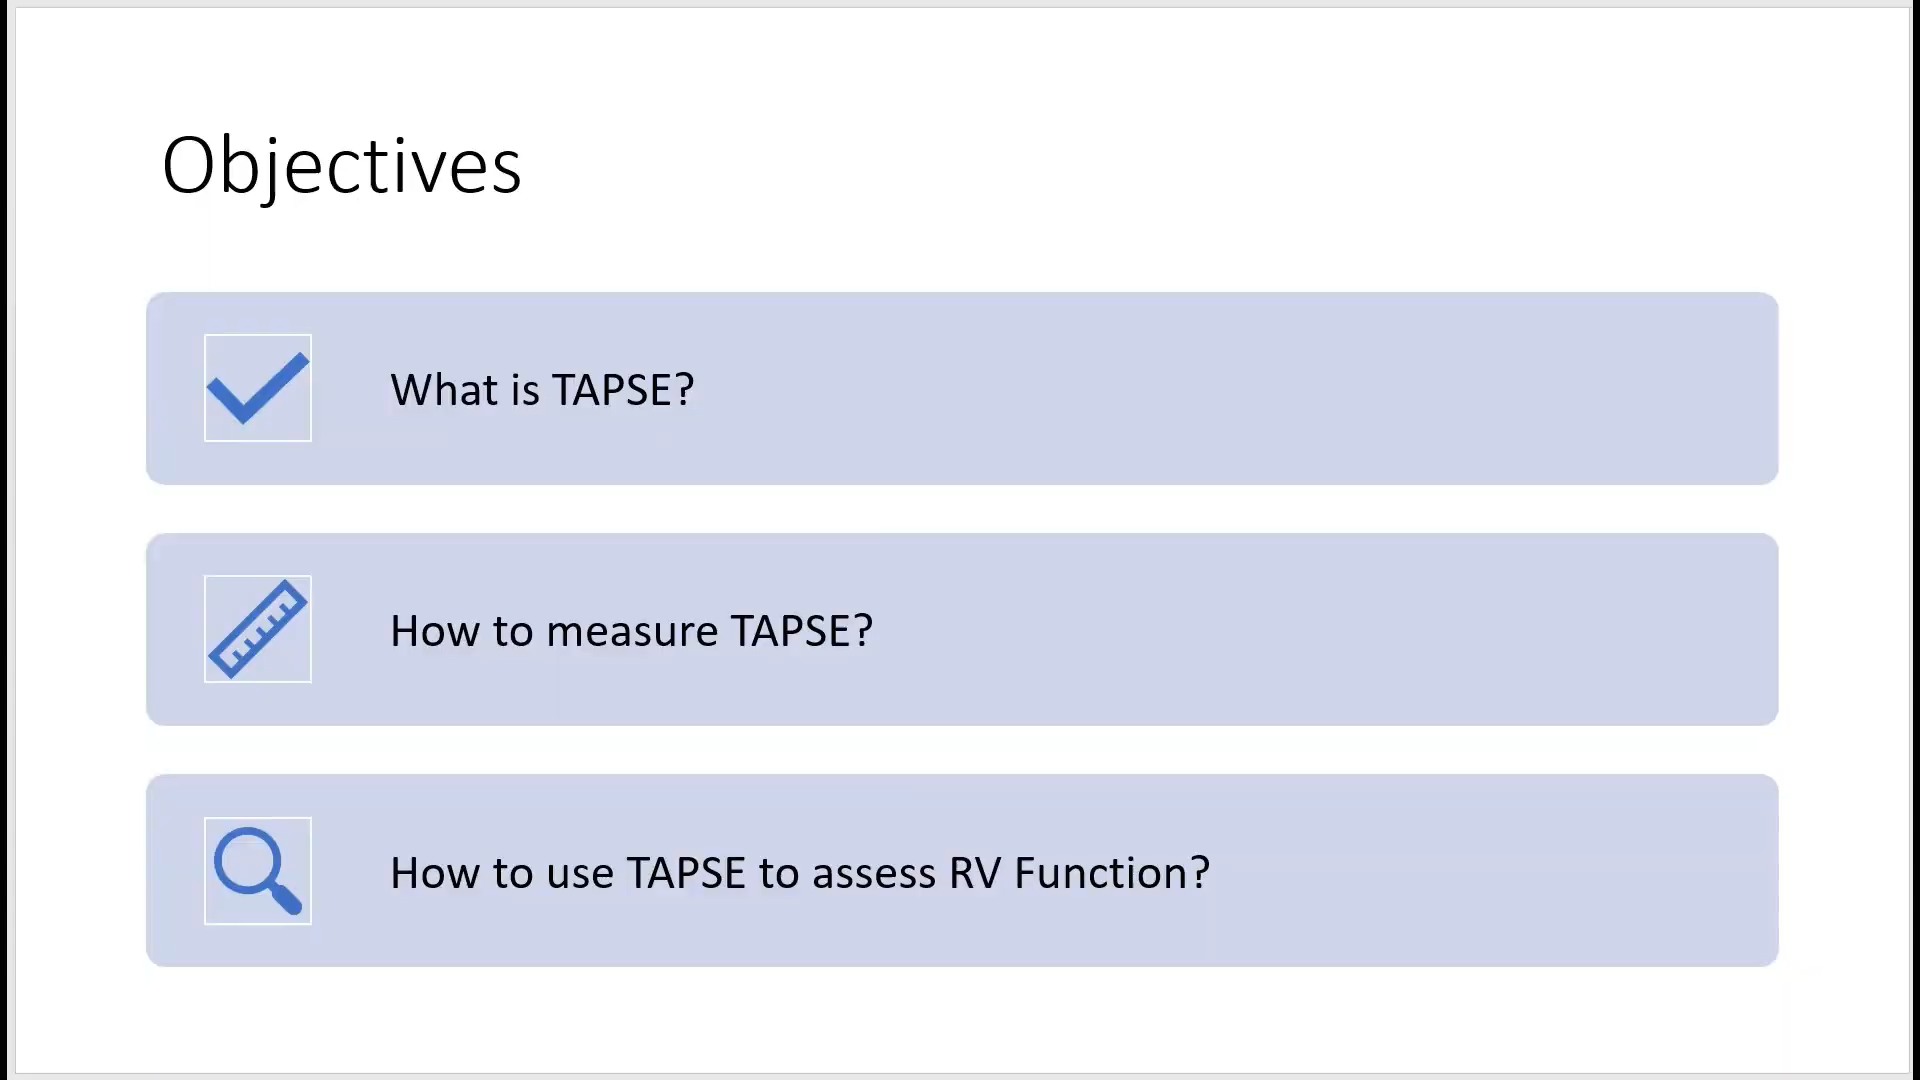 Objectives
What is TAPSE?
How to measure TAPSE?
How to use TAPSE to assess RV Function?